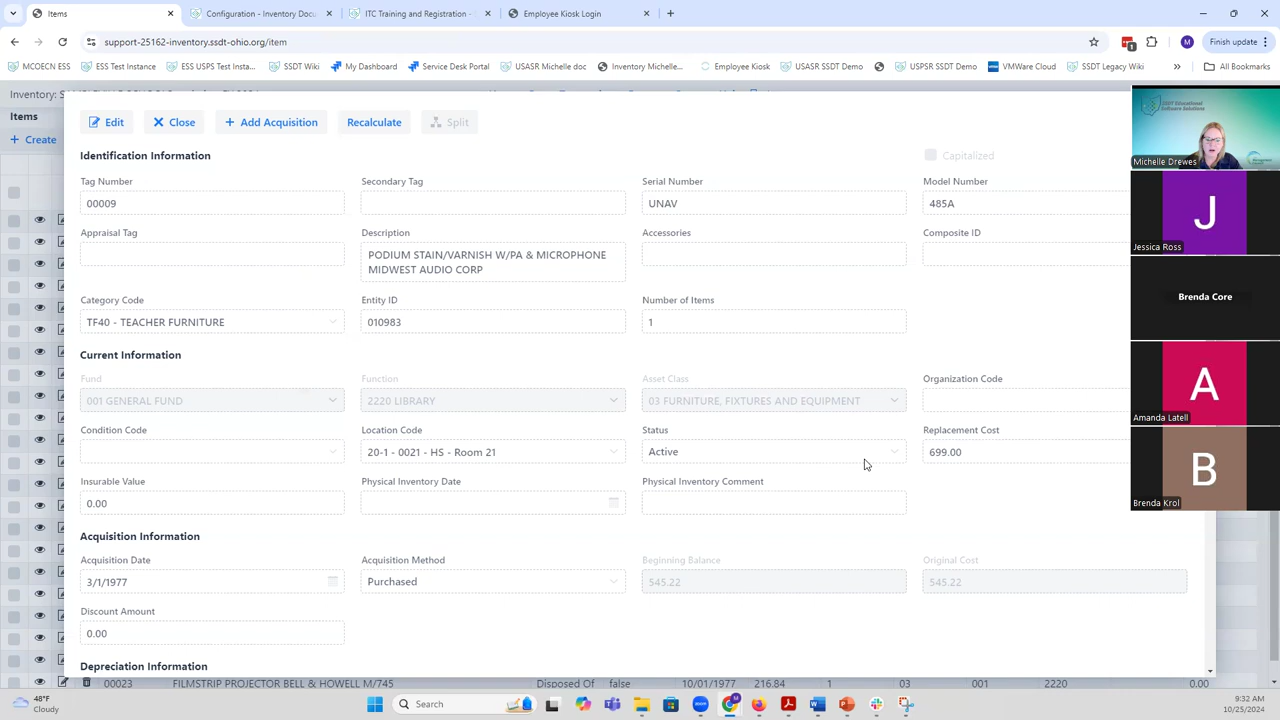 Items
Configuration - Inventory Docu
ITC Training and Registration -
Employee Kiosk Login
support-25162-inventory.ssdt-ohio.org/item
M
Finish update
MCOECN ESS
ESS Test Instance
ESS USPS Test Insta...
SSDT Wiki
My Dashboard
Service Desk Portal
USASR Michelle doc
Inventory Michelle...
Employee Kiosk
USASR SSDT Demo
USPSR SSDT Demo
VMWare Cloud
SSDT Legacy Wiki
All Bookmarks
Items
Create
Edit
Close
Add Acquisition
Recalculate
Split
Identification Information
Capitalized
Tag Number
Secondary Tag
Serial Number
Model Number
00009
UNAV
485A
Appraisal Tag
Description
Accessories
Composite ID
PODIUM STAIN/VARNISH W/PA & MICROPHONE
MIDWEST AUDIO CORP
Category Code
Entity ID
Number of Items
TF40 - TEACHER FURNITURE
010983
1
Current Information
Fund
Function
Asset Class
Organization Code
001 GENERAL FUND
2220 LIBRARY
03 FURNITURE, FIXTURES AND EQUIPMENT
Condition Code
Location Code
Status
Replacement Cost
20-1 - 0021 - HS - Room 21
Active
699.00
Insurable Value
Physical Inventory Date
Physical Inventory Comment
0.00
Acquisition Information
Acquisition Date
Acquisition Method
Beginning Balance
Original Cost
3/1/1977
Purchased
545.22
545.22
Discount Amount
0.00
Depreciation Information
00023
FILMSTRIP PROJECTOR BELL & HOWELL M/745
Disposed Of
false
10/01/1977
216.84
1
03
001
2220
0.00
Michelle Drewes
J
Jessica Ross
Brenda Core
A
Amanda Latell
B
Brenda Krol
48°F
Cloudy
Search
9:32 AM
10/25/2024